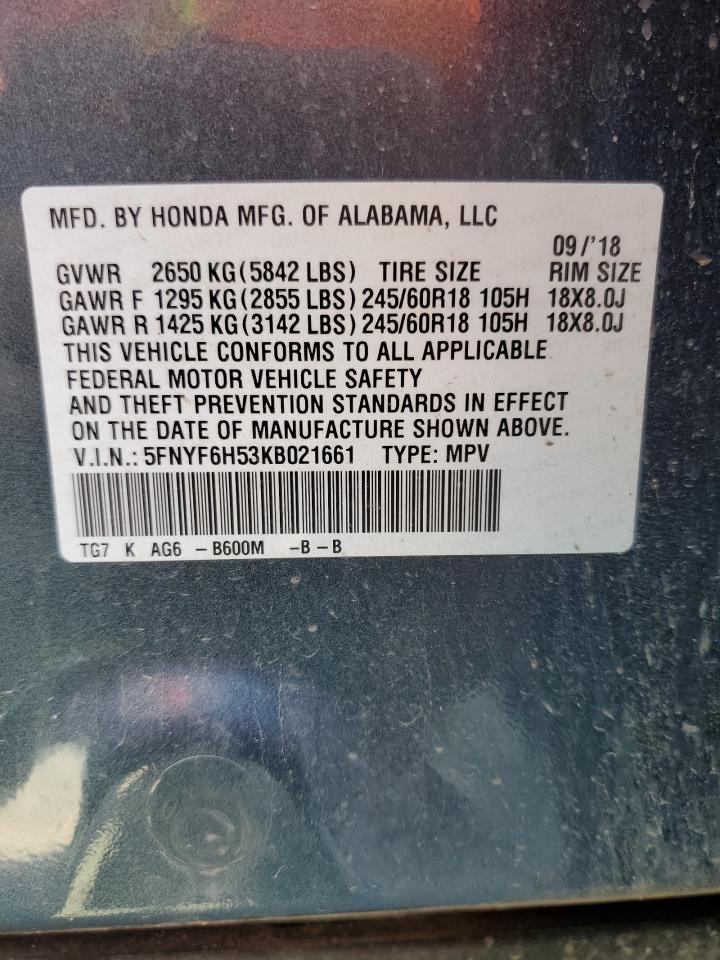 MFD. BY HONDA MFG. OF ALABAMA, LLC
09/'18
GVWR 2650 KG (5842 LBS) TIRE SIZE RIM SIZE
GAWR F 1295 KG (2855 LBS) 245/60R18 105H 18X8.0J
GAWR R 1425 KG (3142 LBS) 245/60R18 105H 18X8.0J
THIS VEHICLE CONFORMS TO ALL APPLICABLE
FEDERAL MOTOR VEHICLE SAFETY
AND THEFT PREVENTION STANDARDS IN EFFECT
ON THE DATE OF MANUFACTURE SHOWN ABOVE.
V.I.N.: 5FNYF6H53KB021661 TYPE: MPV
TG7 K AG6 - B600M - B - B